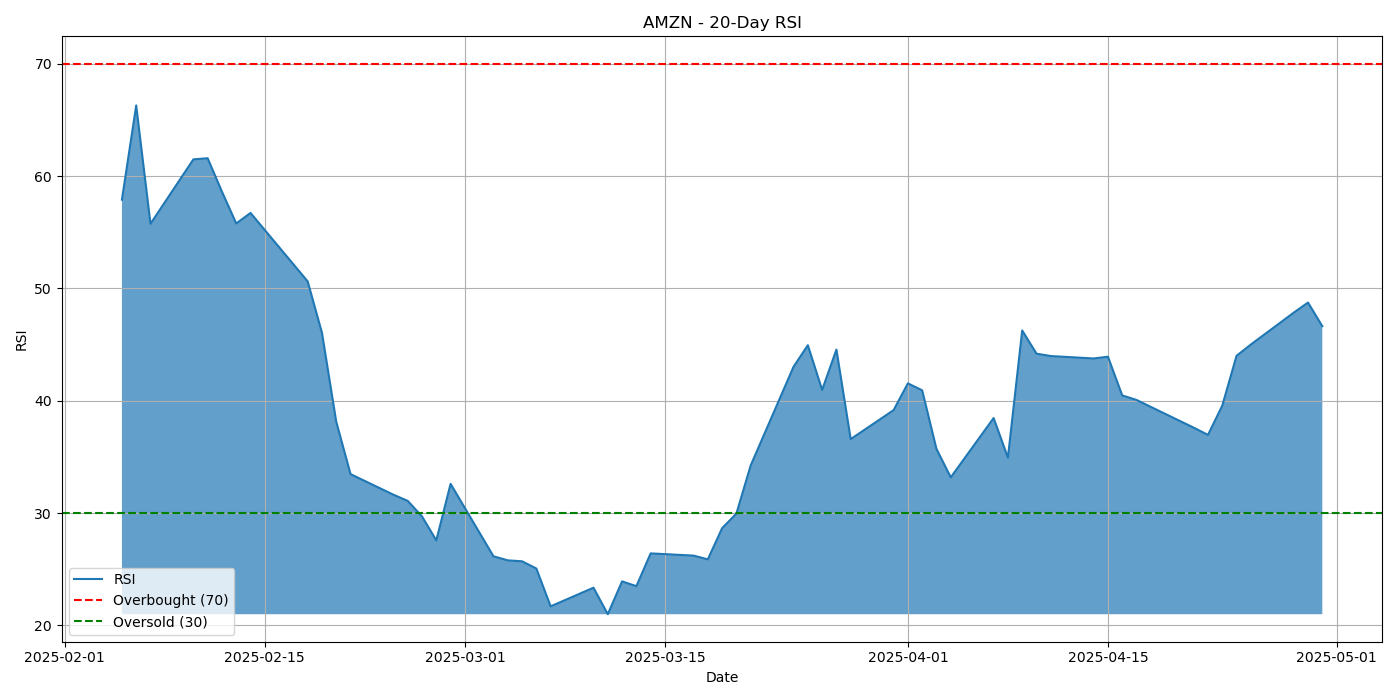 AMZN - 20-Day RSI
RSI
70
60
50
40
30
20
RSI
Overbought (70)
Oversold (30)
2025-02-01
2025-02-15
2025-03-01
2025-03-15
2025-04-01
2025-04-15
2025-05-01
Date